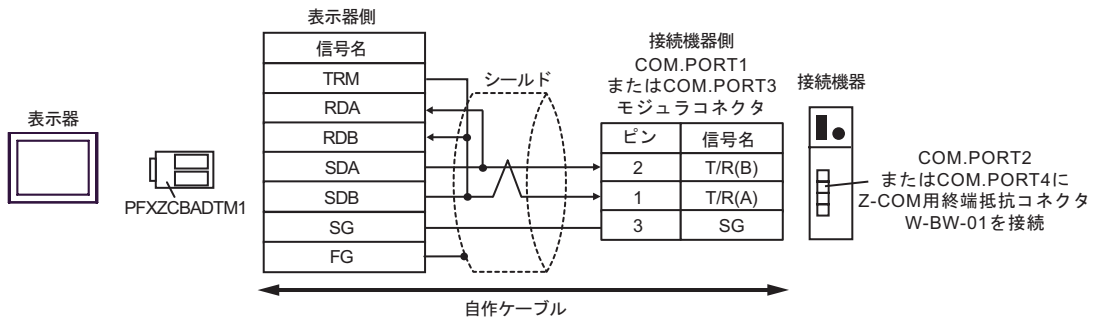 表示器
PFXZCBADTM1
表示器側
信号名
TRM
RDA
RDB
SDA
SDB
SG
FG
シールド
接続機器側
COM.PORT1
またはCOM.PORT3
モジュラコネクタ
ピン 信号名
2 T/R(B)
1 T/R(A)
3 SG
接続機器
COM.PORT2
またはCOM.PORT4に
Z-COM用終端抵抗コネクタ
W-BW-01を接続
自作ケーブル